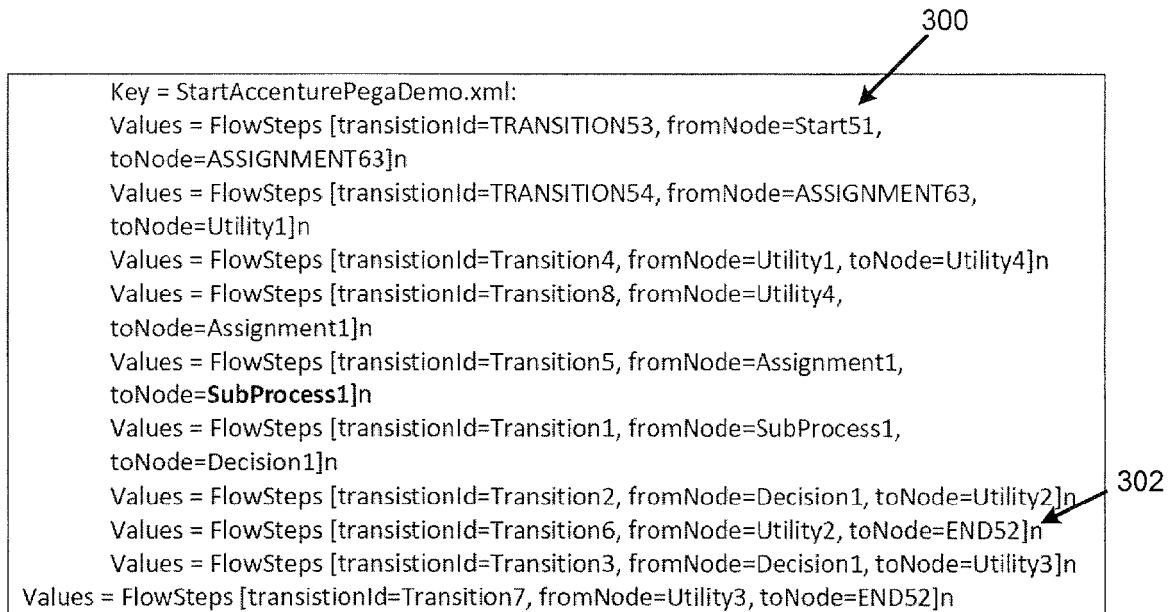 300
Key = StartAccenturePegaDemo.xml:
Values = FlowSteps [transistionId=TRANSITION53, fromNode=Start51,
toNode=ASSIGNMENT63]n
Values = FlowSteps [transistionId=TRANSITION54, fromNode=ASSIGNMENT63,
toNode=Utility1]n
Values = FlowSteps [transistionId=Transition4, fromNode=Utility1, toNode=Utility4]n
Values = FlowSteps [transistionId=Transition8, fromNode=Utility4,
toNode=Assignment1]n
Values = FlowSteps [transistionId=Transition5, fromNode=Assignment1,
toNode=SubProcess1]n
Values = FlowSteps [transistionId=Transition1, fromNode=SubProcess1,
toNode=Decision1]n
Values = FlowSteps [transistionId=Transition2, fromNode=Decision1, toNode=Utility2]n
302
Values = FlowSteps [transistionId=Transition6, fromNode=Utility2, toNode=END52]n
Values = FlowSteps [transistionId=Transition3, fromNode=Decision1, toNode=Utility3]n
Values = FlowSteps [transistionId=Transition7, fromNode=Utility3, toNode=END52]n